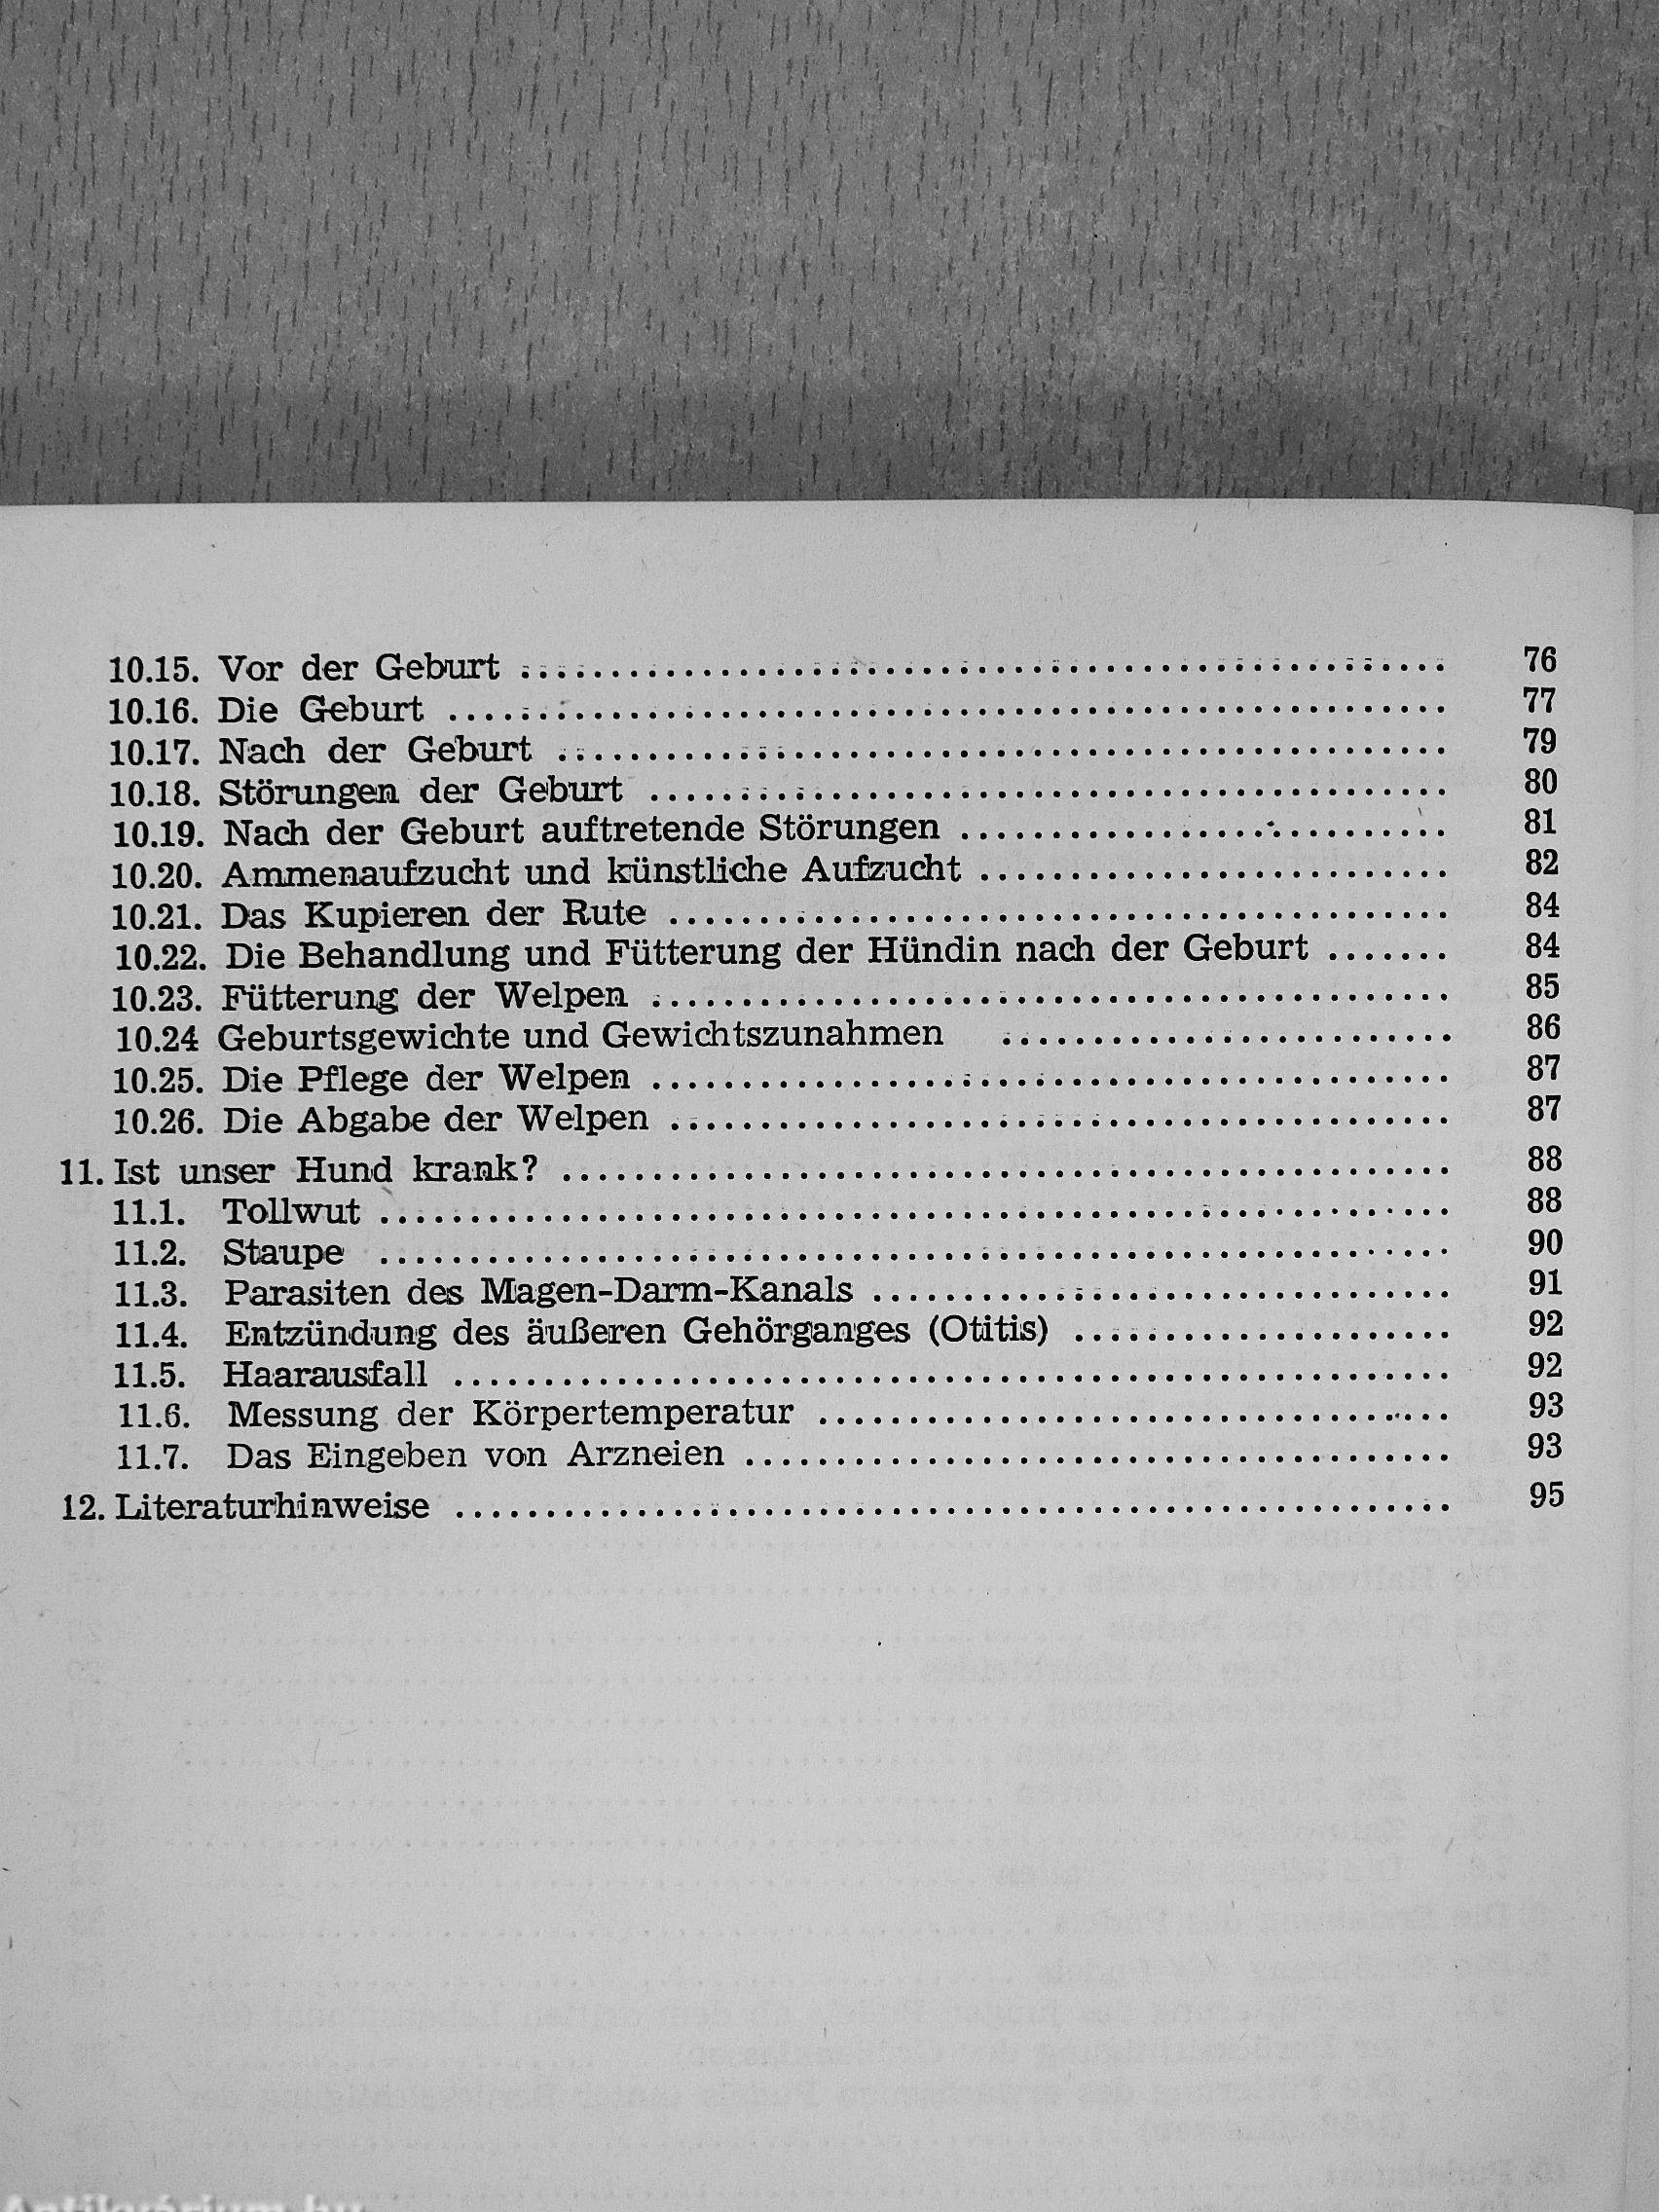 10.15. Vor der Geburt .................................................... 76
10.16. Die Geburt ........................................................ 77
10.17. Nach der Geburt .................................................. 79
10.18. Störungen der Geburt ............................................. 80
10.19. Nach der Geburt auftretende Störungen ........................... 81
10.20. Ammenaufzucht und künstliche Aufzucht .......................... 82
10.21. Das Kupieren der Rute ............................................ 84
10.22. Die Behandlung und Fütterung der Hündin nach der Geburt ....... 84
10.23. Fütterung der Welpen ............................................. 85
10.24 Geburtsgewichte und Gewichtszunahmen ......................... 86
10.25. Die Pflege der Welpen ............................................. 87
10.26. Die Abgabe der Welpen ............................................ 87
11. Ist unser Hund krank? .................................................. 88
11.1. Tollwut ............................................................ 88
11.2. Staupe ............................................................ 90
11.3. Parasiten des Magen-Darm-Kanals ................................ 91
11.4. Entzündung des äußeren Gehörganges (Otitis) ..................... 92
11.5. Haarausfall ........................................................ 92
11.6. Messung der Körpertemperatur ................................... 93
11.7. Das Eingeben von Arzneien ....................................... 93
12. Literaturhinweise ........................................................ 95